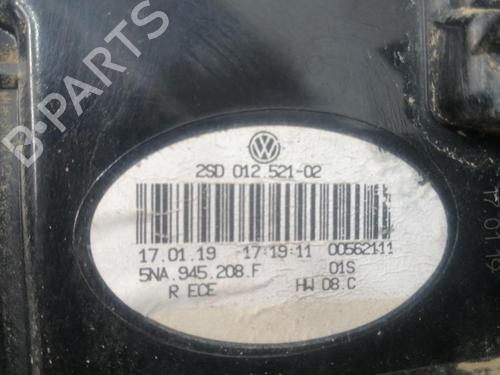 B-PARTS
2SD 012 521-02
17.01.19 17:19:11 00562111
5NA.945.208.F 01S
R ECE HW 08.C